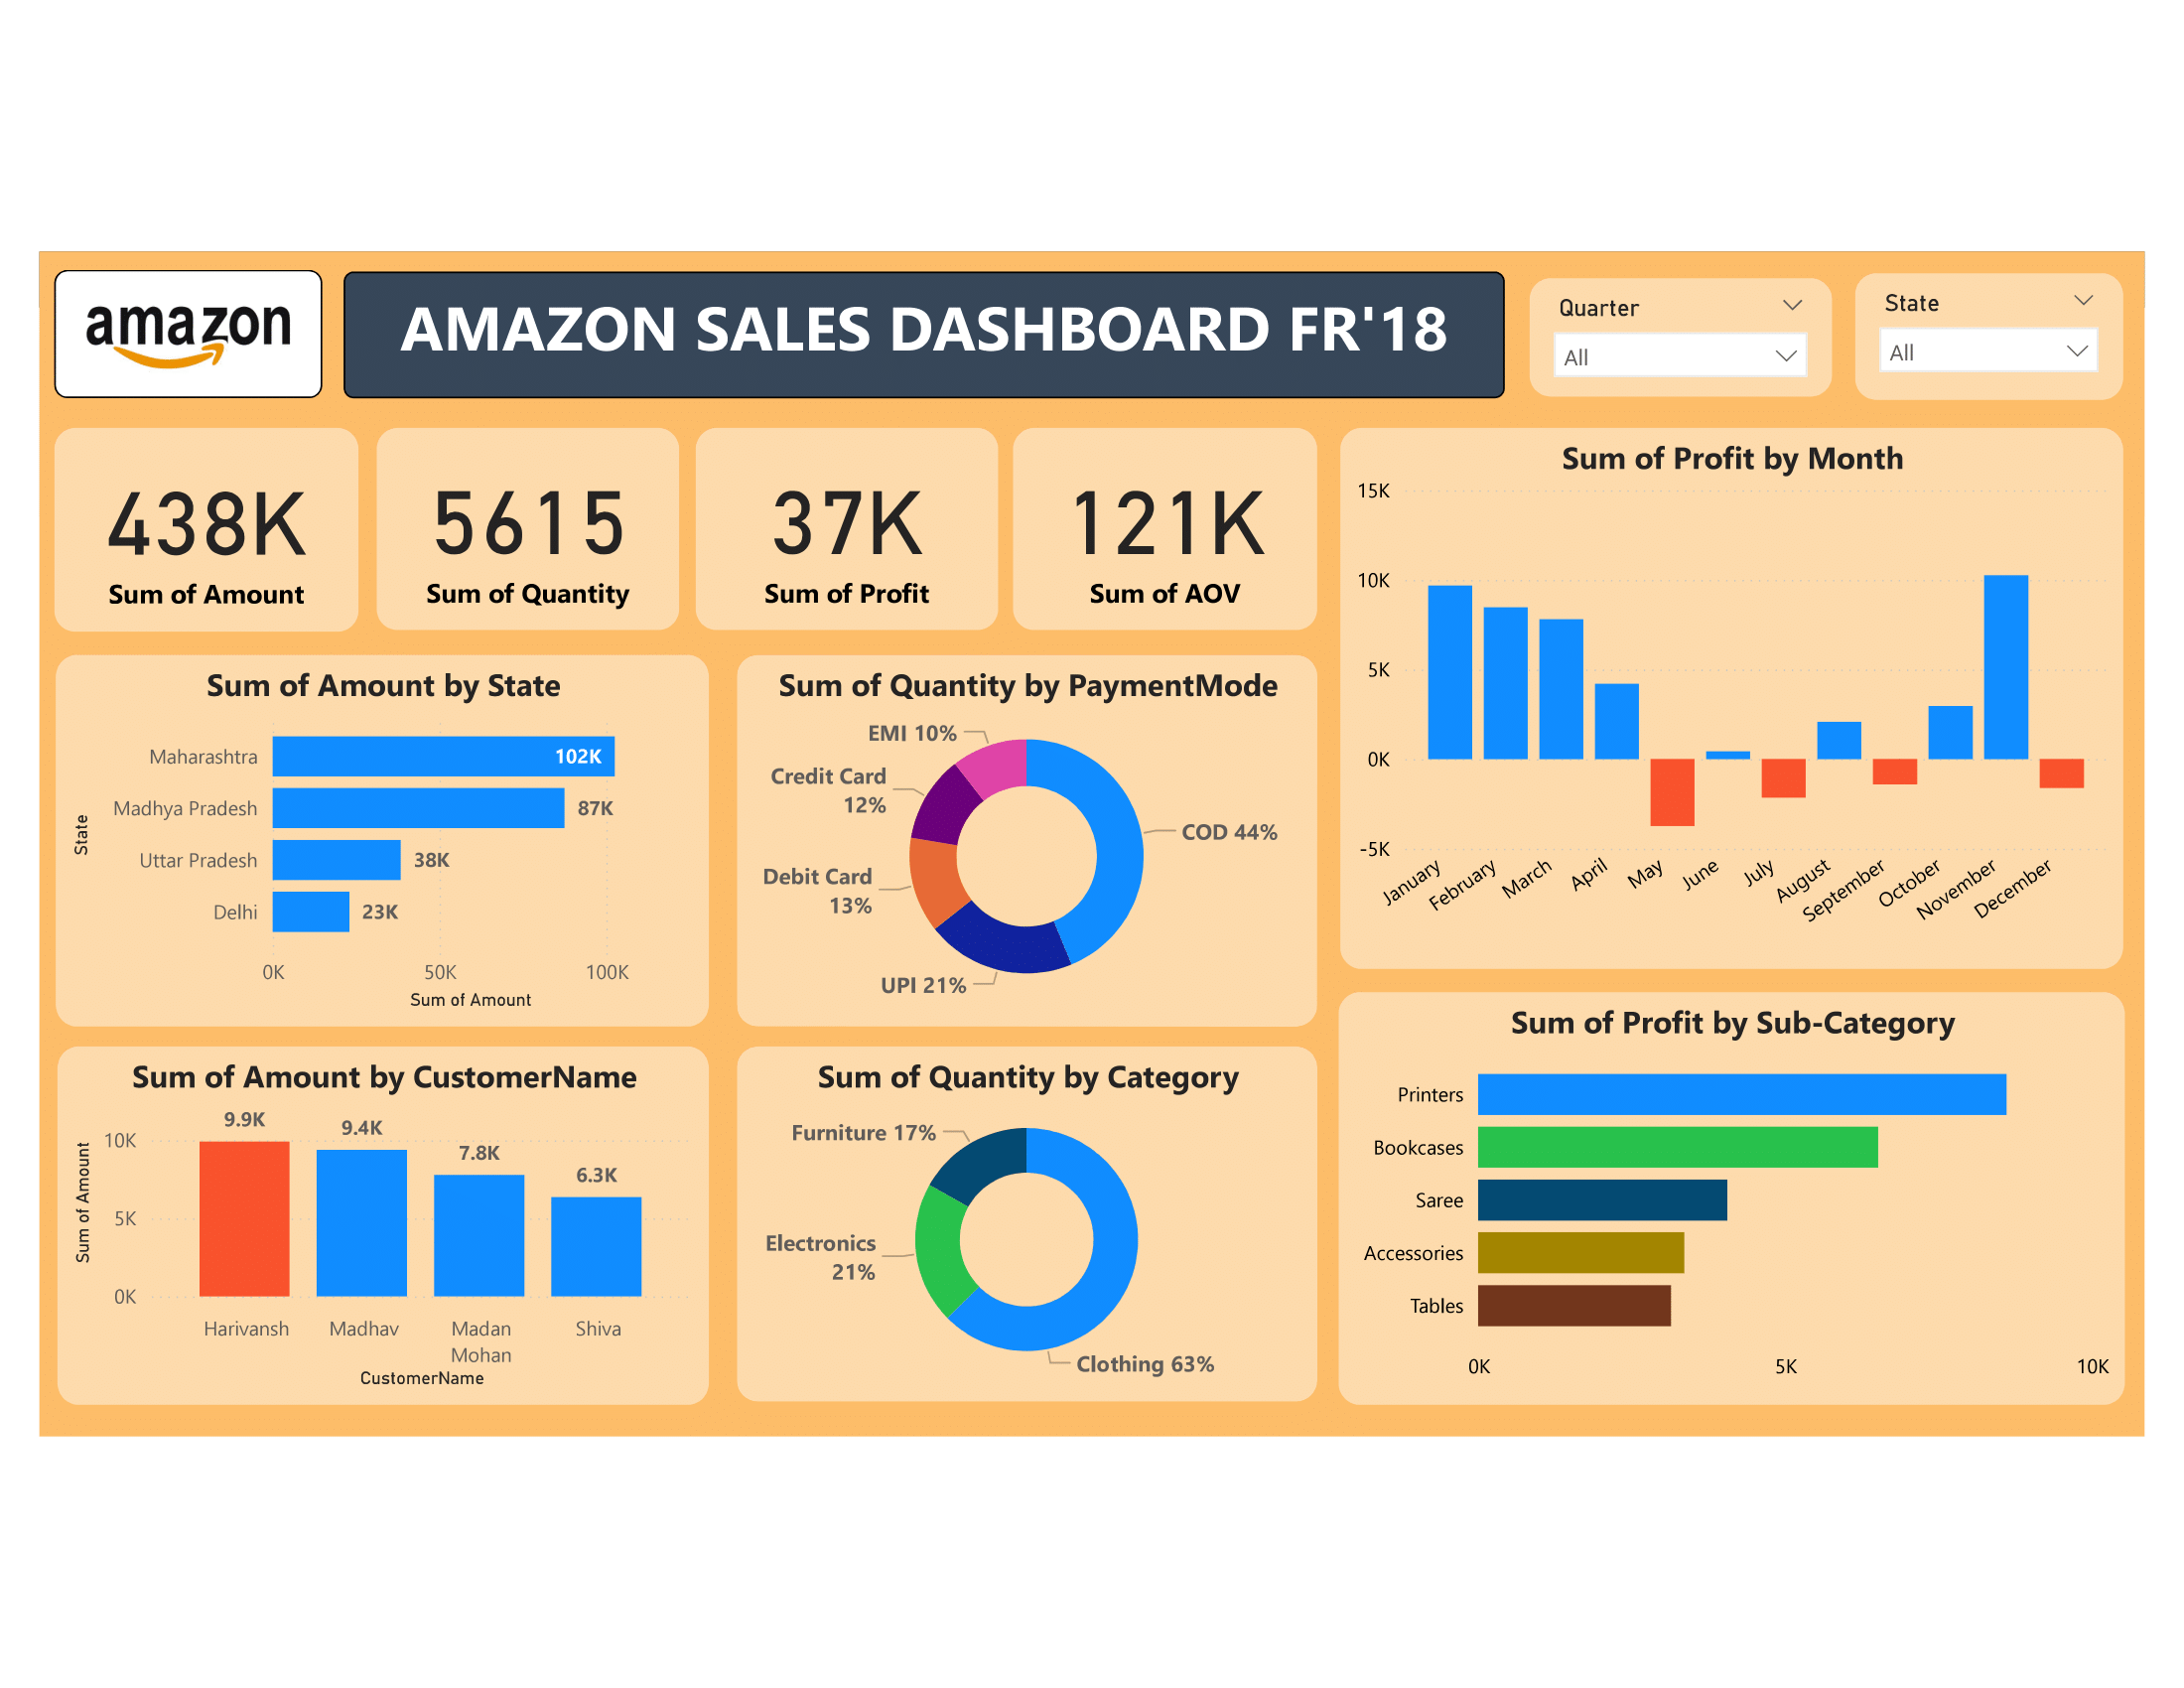 amazon
AMAZON SALES DASHBOARD FR'18
Quarter
All
State
All
438K
Sum of Amount
5615
Sum of Quantity
37K
Sum of Profit
121K
Sum of AOV
Sum of Profit by Month
15K
10K
5K
0K
-5K
January
February
March
April
May
June
July
August
September
October
November
December
Sum of Amount by State
State
Maharashtra
102K
Madhya Pradesh
87K
Uttar Pradesh
38K
Delhi
23K
0K 50K 100K
Sum of Amount
Sum of Quantity by PaymentMode
EMI 10%
Credit Card
12%
COD 44%
Debit Card
13%
UPI 21%
Sum of Amount by CustomerName
Sum of Amount
10K
5K
0K
9.9K
9.4K
7.8K
6.3K
Harivansh
Madhav
Madan
Mohan
Shiva
CustomerName
Sum of Quantity by Category
Furniture 17%
Electronics
21%
Clothing 63%
Sum of Profit by Sub-Category
Printers
Bookcases
Saree
Accessories
Tables
0K 5K 10K